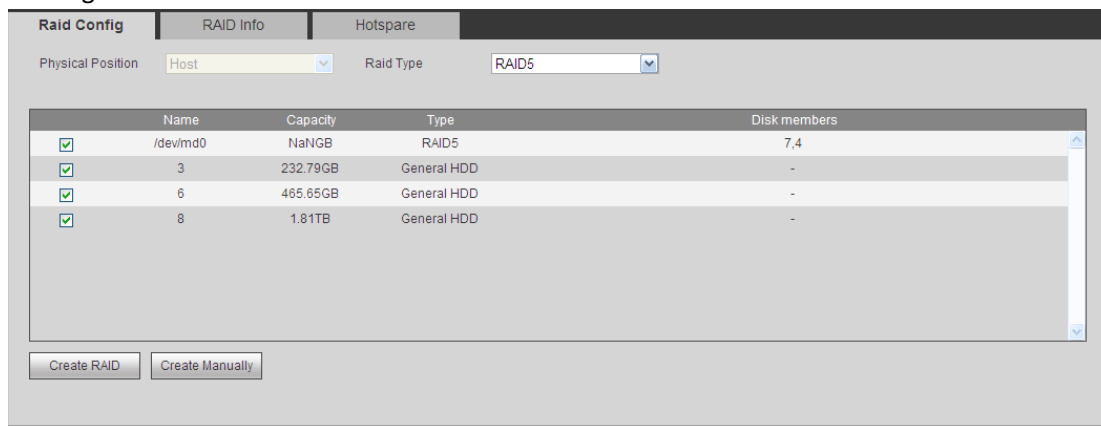 Raid Config RAID Info Hotspare
Physical Position Host Raid Type RAID5
Name Capacity Type Disk members
/dev/md0 NaNGB RAID5 7,4
3 232.79GB General HDD -
6 465.65GB General HDD -
8 1.81TB General HDD -
Create RAID Create Manually